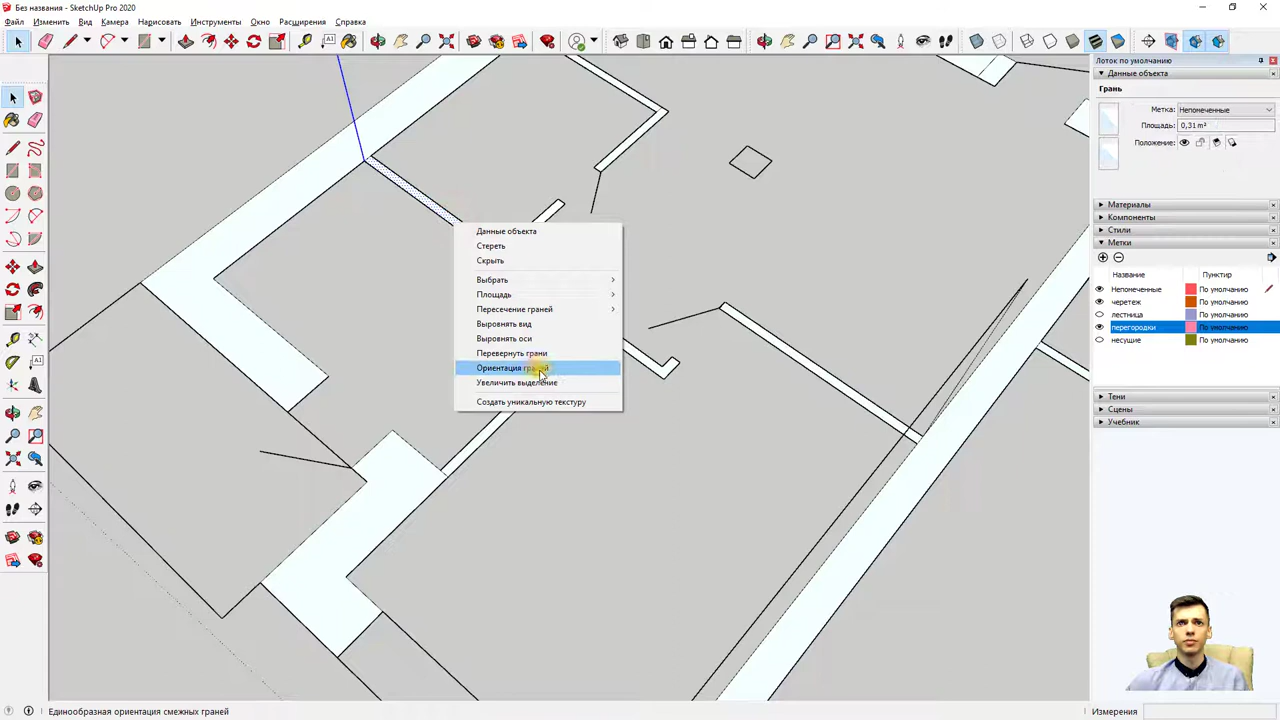 Без названия - SketchUp Pro 2020
Файл Изменить Вид Камера Нарисовать Инструменты Окно Расширения Справка
Лоток по умолчанию
Данные объекта
Грань
Метка: Непомеченные
Площадь: 0,31 m²
Положение:
Материалы
Компоненты
Стили
Метки
Название Пунктир
Непомеченные По умолчанию
черетеж По умолчанию
лестница По умолчанию
перегородки По умолчанию
несущие По умолчанию
Тени
Сцены
Учебник
Данные объекта
Стереть
Скрыть
Выбрать
Площадь
Пересечение граней
Выровнять вид
Выровнять оси
Перевернуть грани
Ориентация граней
Увеличить выделение
Создать уникальную текстуру
Единообразная ориентация смежных граней
Измерения